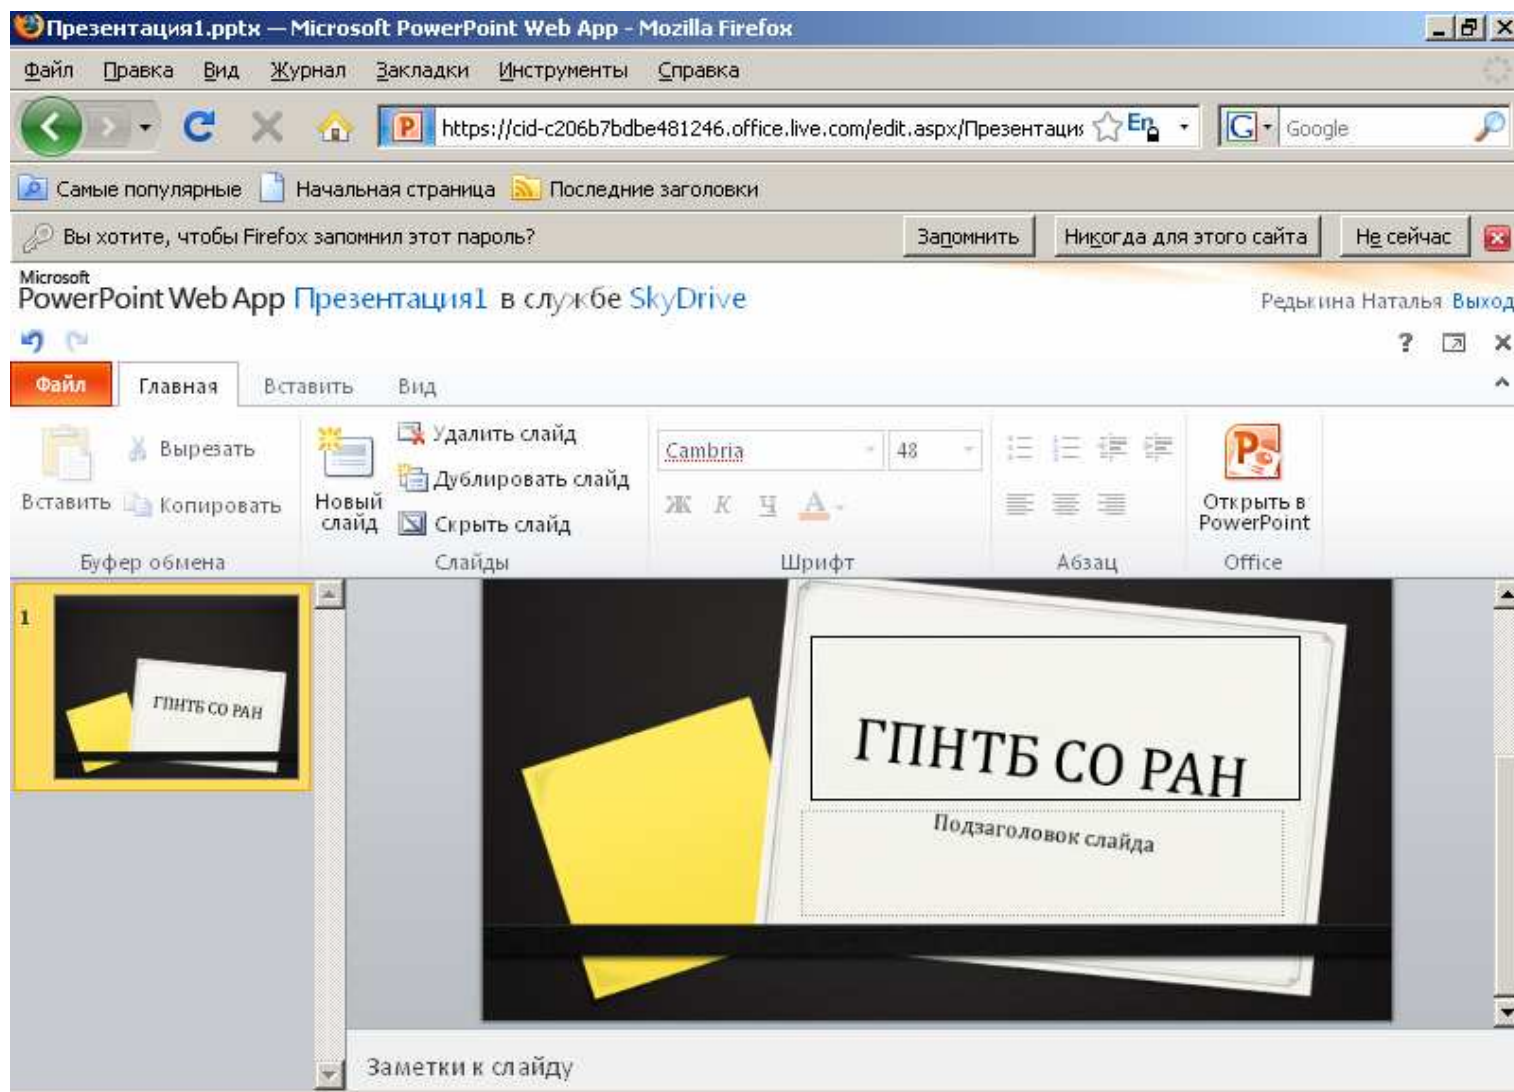 Презентация1.pptx — Microsoft PowerPoint Web App - Mozilla Firefox
Файл Правка Вид Журнал Закладки Инструменты Справка
https://cid-c206b7bdbe481246.office.live.com/edit.aspx/Презентация En Google
Самые популярные Начальная страница Последние заголовки
Вы хотите, чтобы Firefox запомнил этот пароль? Запомнить Никогда для этого сайта Не сейчас
Microsoft
PowerPoint Web App Презентация1 в службе SkyDrive Редькина Наталья Выход
Файл Главная Вставить Вид
Вставить Вырезать Копировать
Новый слайд Удалить слайд Дублировать слайд Скрыть слайд
Cambria 48
Ж К Ч А
Открыть в PowerPoint
Буфер обмена Слайды Шрифт Абзац Office
1
ГПНТБ СО РАН
ГПНТБ СО РАН
Подзаголовок слайда
Заметки к слайду